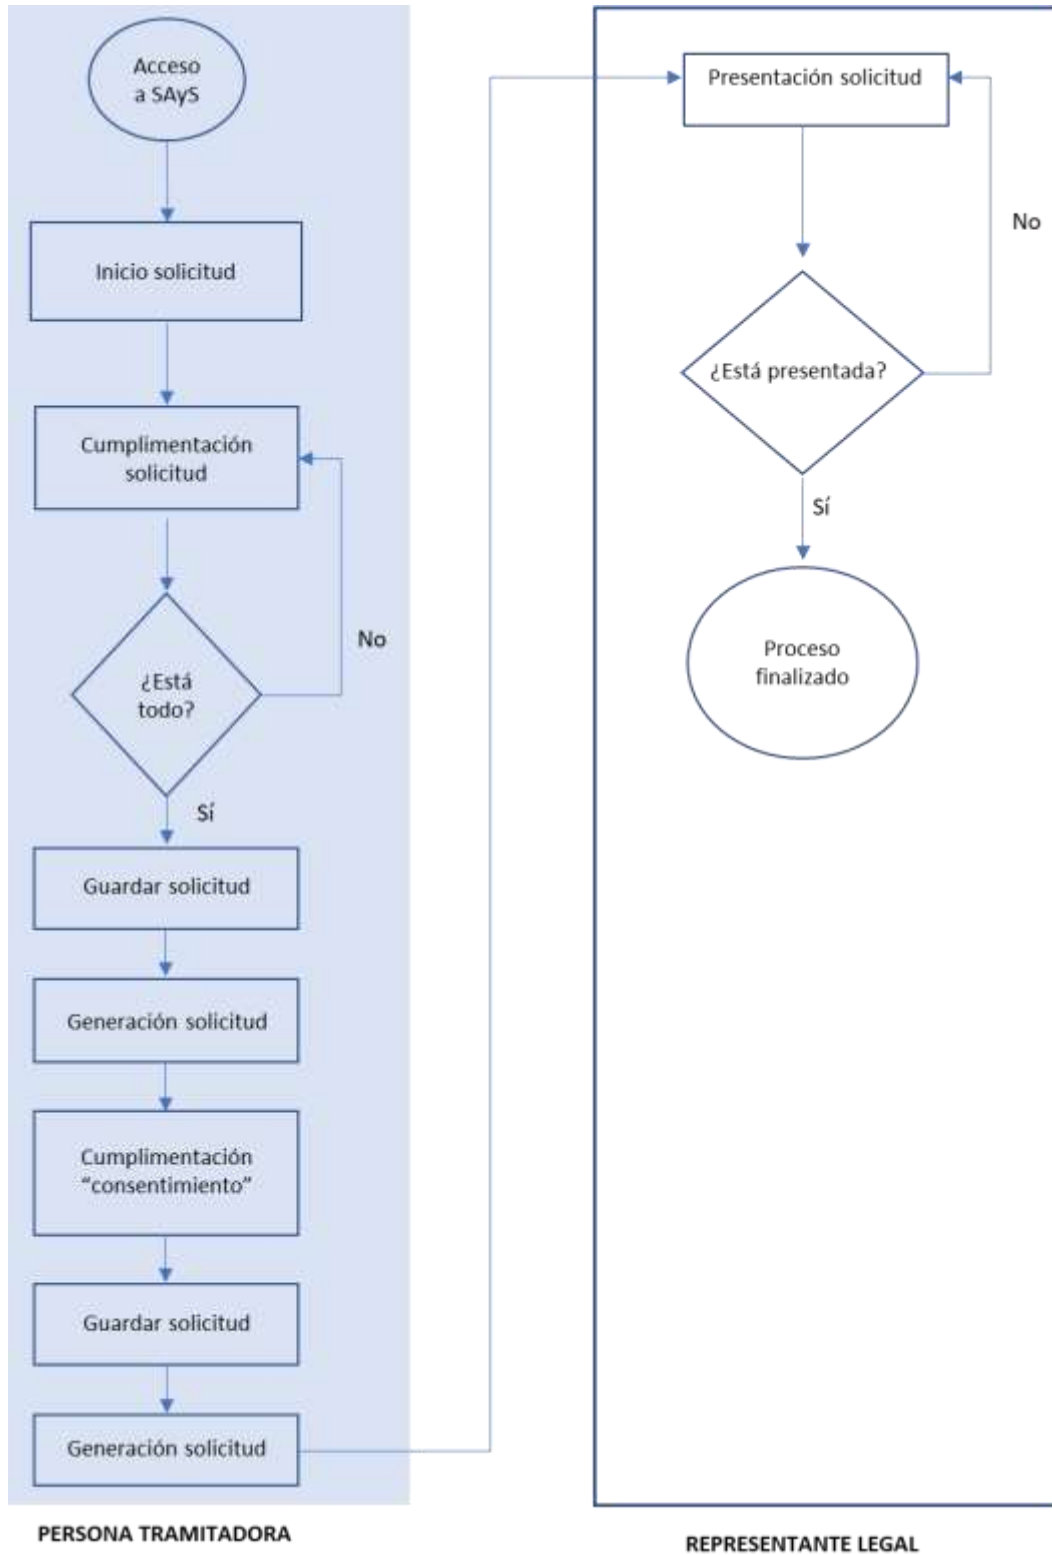 Acceso
a SAyS
Inicio solicitud
Cumplimentación
solicitud
No
¿Está
todo?
Sí
Guardar solicitud
Generación solicitud
Cumplimentación
“consentimiento”
Guardar solicitud
Generación solicitud
PERSONA TRAMITADORA
Presentación solicitud
No
¿Está presentada?
Sí
Proceso
finalizado
REPRESENTANTE LEGAL